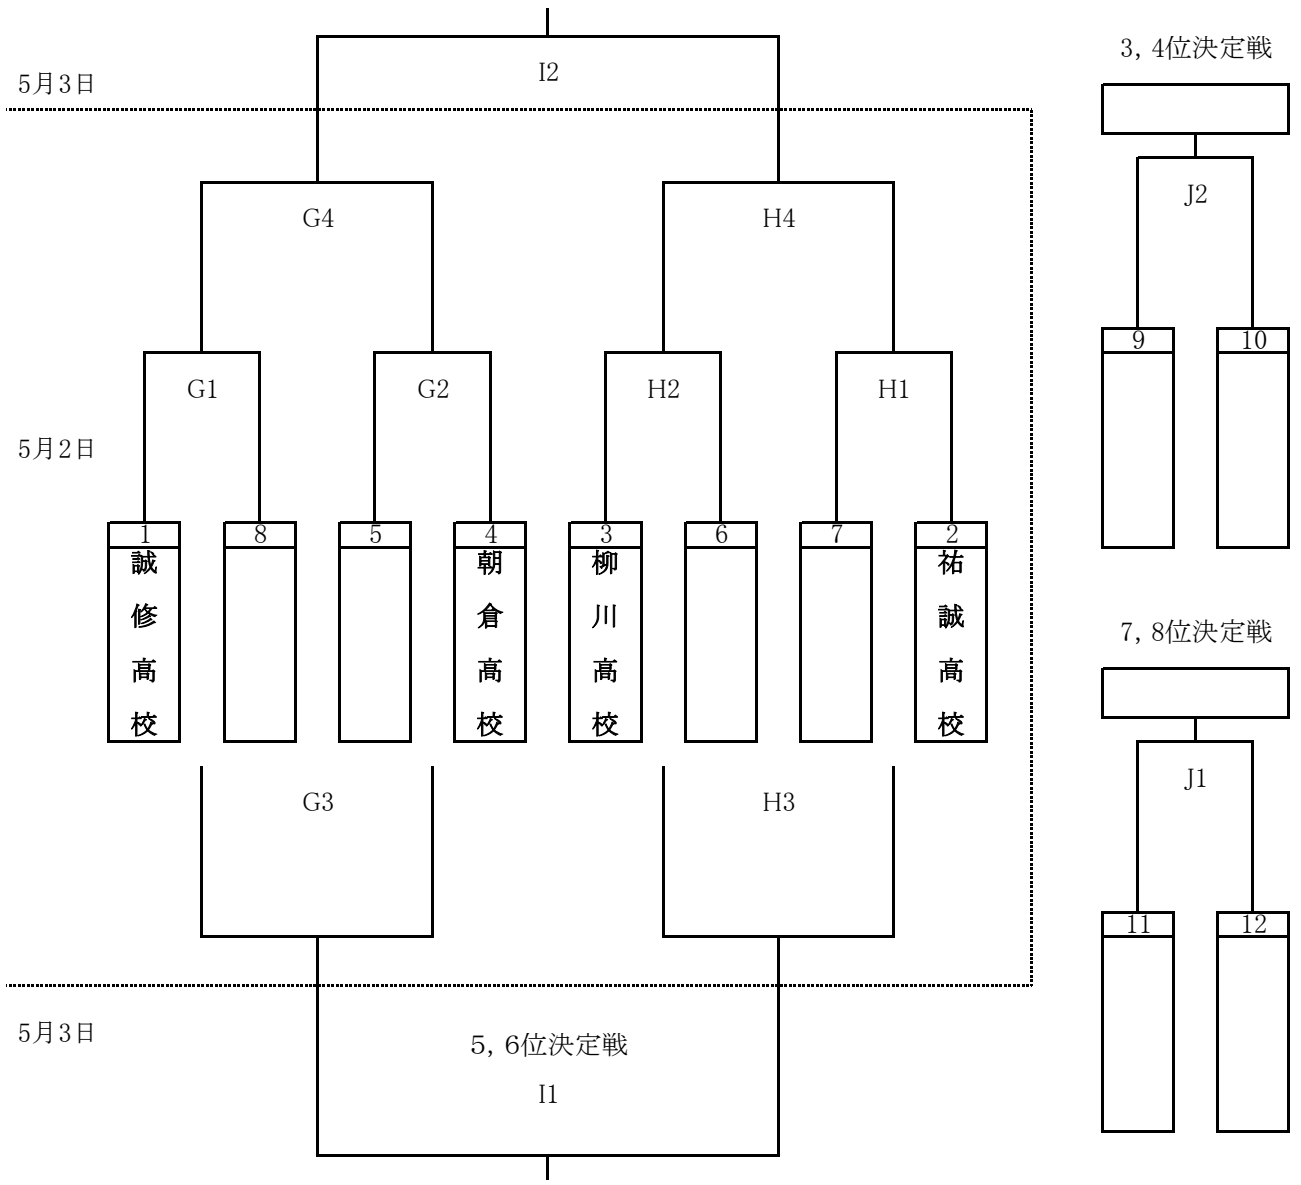 I2
3, 4位決定戦
5月3日
G4
H4
J2
9
10
G1
G2
H2
H1
5月2日
1
8
5
4
3
6
7
2
誠修高校
朝倉高校
柳川高校
祐誠高校
7, 8位決定戦
J1
G3
H3
11
12
5月3日
5, 6位決定戦
I1